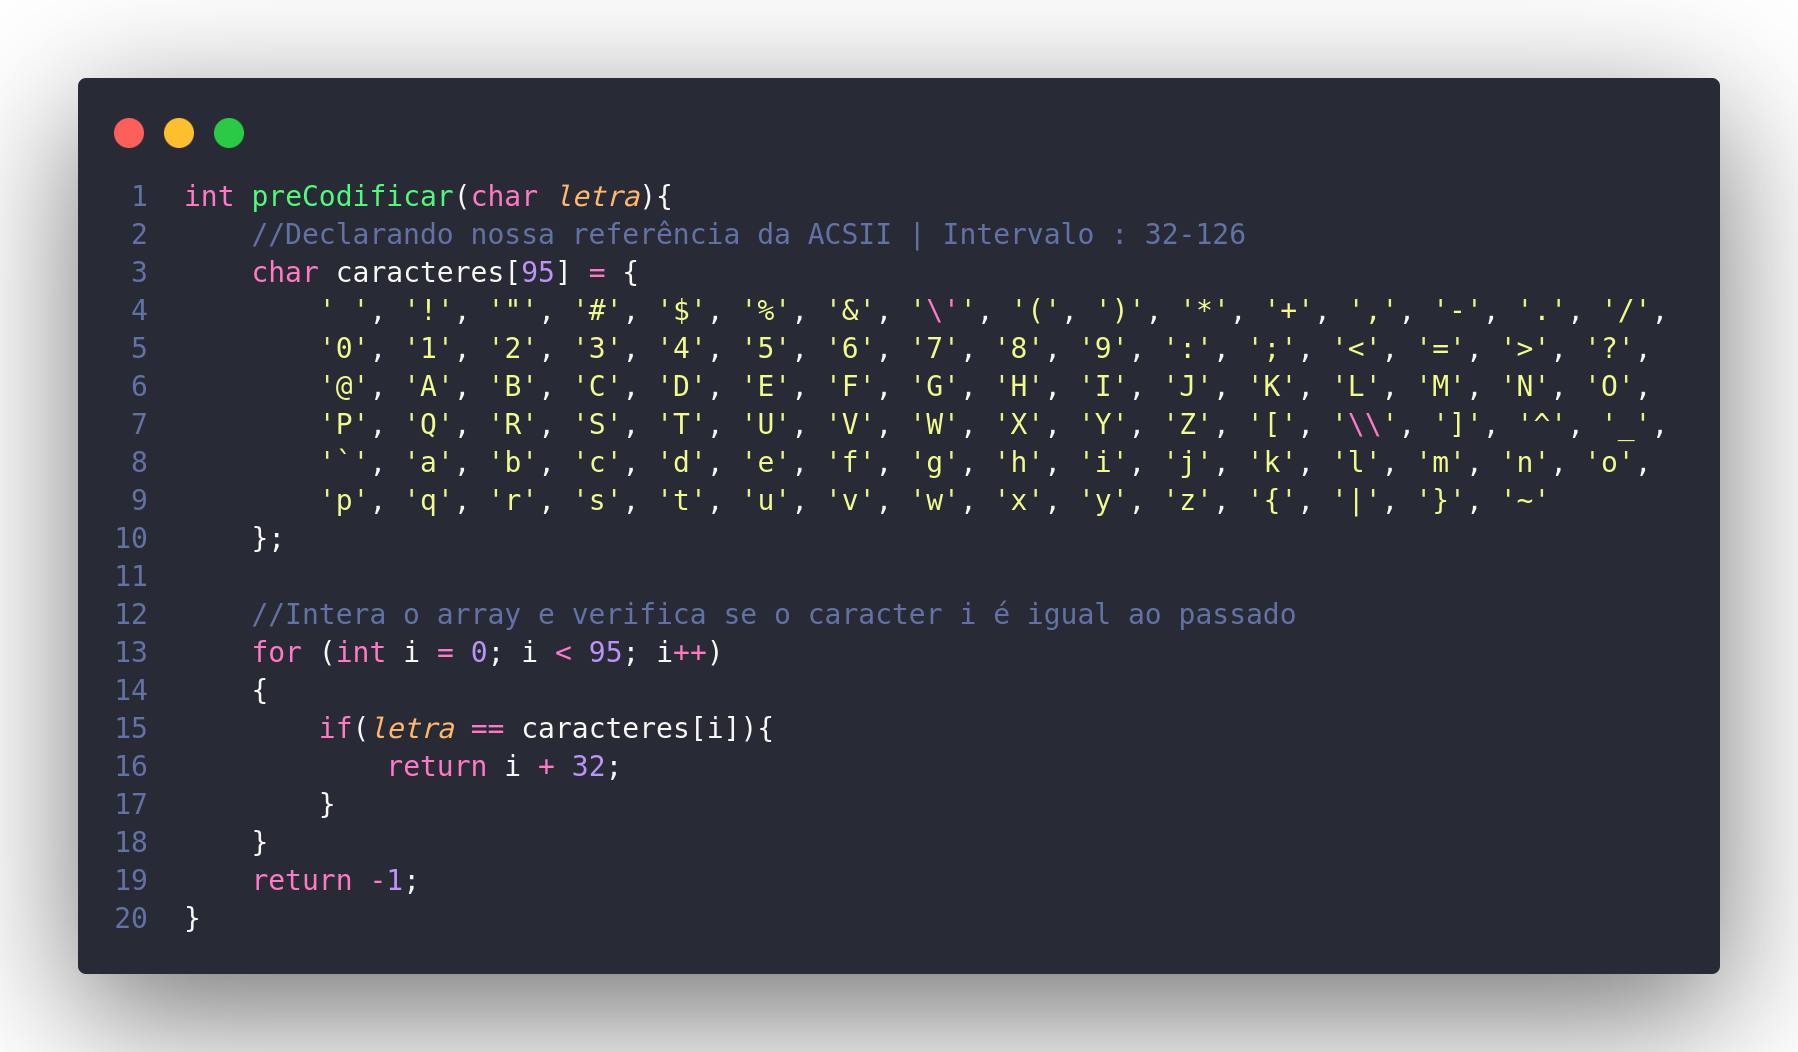 1 int preCodificar(char letra){
2     //Declarando nossa referência da ACSII | Intervalo : 32-126
3     char caracteres[95] = {
4         ' ', '!', '"', '#', '$', '%', '&', '\'', '(', ')', '*', '+', ',', '-', '.', '/',
5         '0', '1', '2', '3', '4', '5', '6', '7', '8', '9', ':', ';', '<', '=', '>', '?',
6         '@', 'A', 'B', 'C', 'D', 'E', 'F', 'G', 'H', 'I', 'J', 'K', 'L', 'M', 'N', 'O',
7         'P', 'Q', 'R', 'S', 'T', 'U', 'V', 'W', 'X', 'Y', 'Z', '[', '\\', ']', '^', '_',
8         '`', 'a', 'b', 'c', 'd', 'e', 'f', 'g', 'h', 'i', 'j', 'k', 'l', 'm', 'n', 'o',
9         'p', 'q', 'r', 's', 't', 'u', 'v', 'w', 'x', 'y', 'z', '{', '|', '}', '~'
10     };
11
12     //Intera o array e verifica se o caracter i é igual ao passado
13     for (int i = 0; i < 95; i++)
14     {
15         if(letra == caracteres[i]){
16             return i + 32;
17         }
18     }
19     return -1;
20 }